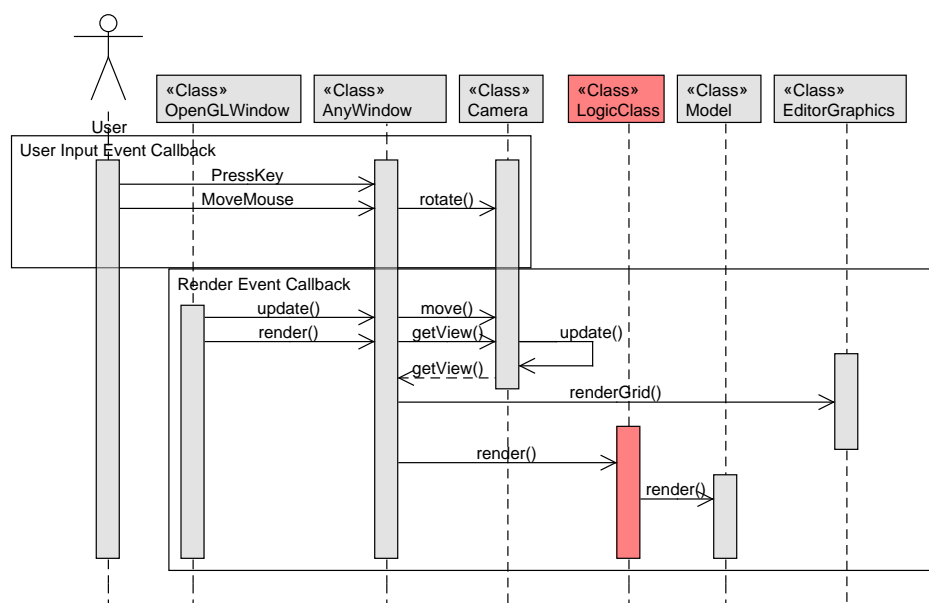 «Class»
OpenGLWindow
«Class»
AnyWindow
«Class»
Camera
«Class»
LogicClass
«Class»
Model
«Class»
EditorGraphics
User
User Input Event Callback
PressKey
MoveMouse
rotate()
Render Event Callback
update()
move()
render()
getView()
update()
getView()
renderGrid()
render()
render()